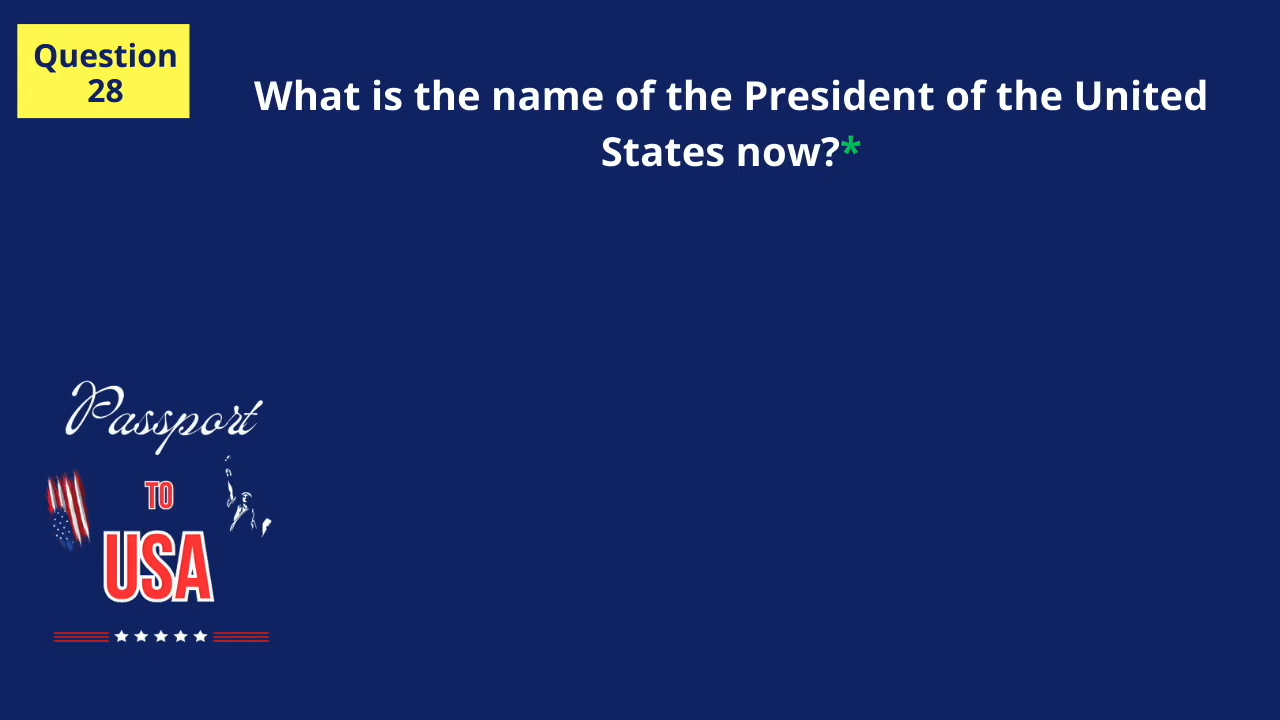 Question
28
What is the name of the President of the United
States now?*
Passport
TO
USA